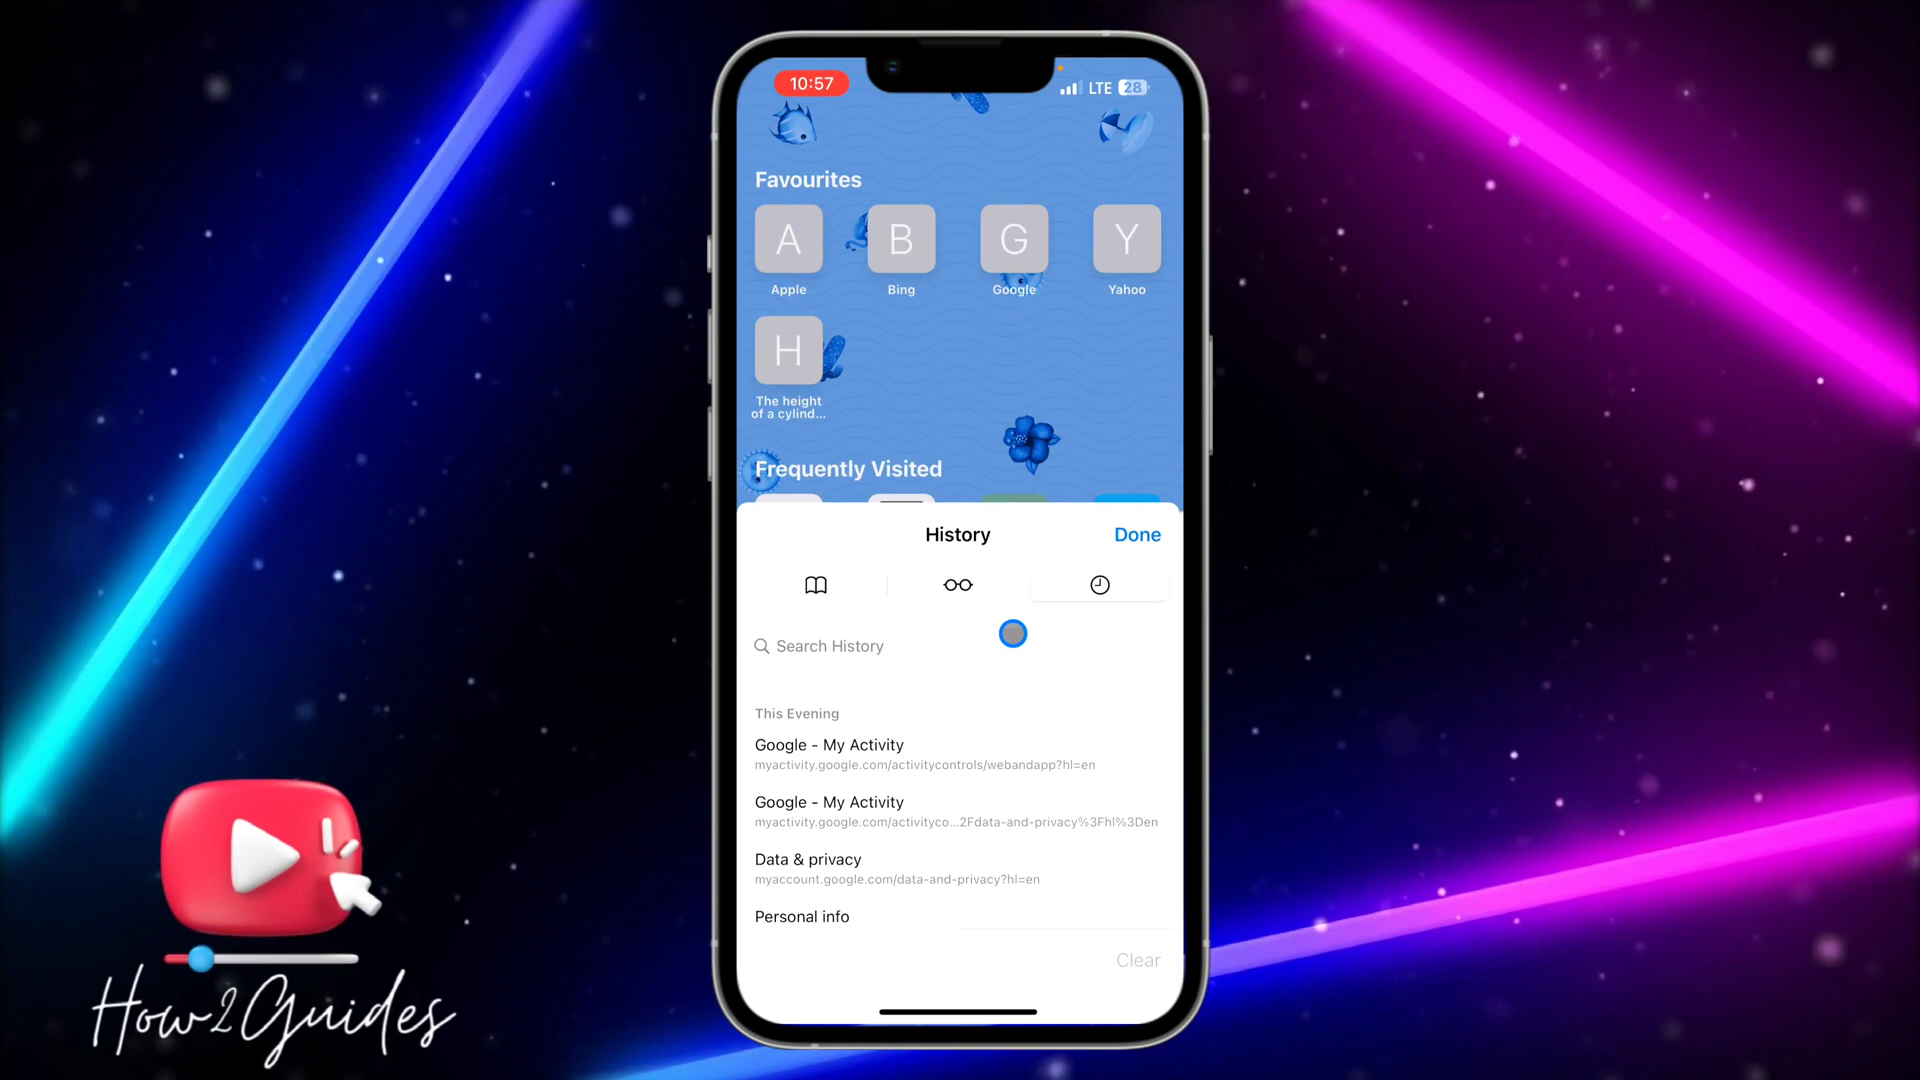 10:57
LTE 28
Favourites
A
B
G
Y
Apple
Bing
Google
Yahoo
H
The height
of a cylind...
Frequently Visited
History
Done
Search History
This Evening
Google - My Activity
myactivity.google.com/activitycontrols/webandapp?hl=en
Google - My Activity
myactivity.google.com/activityco...2Fdata-and-privacy%3Fhl%3Den
Data & privacy
myaccount.google.com/data-and-privacy?hl=en
Personal info
Clear
How2Guides